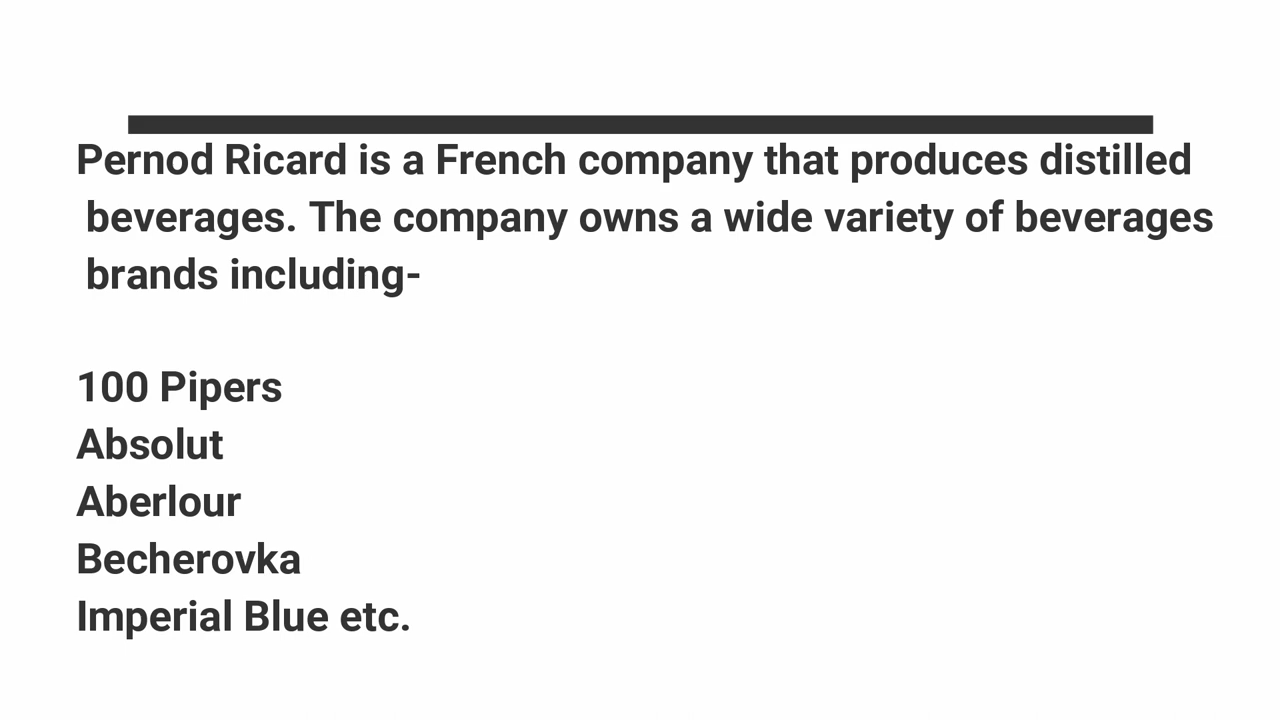 Pernod Ricard is a French company that produces distilled
beverages. The company owns a wide variety of beverages
brands including-
100 Pipers
Absolut
Aberlour
Becherovka
Imperial Blue etc.